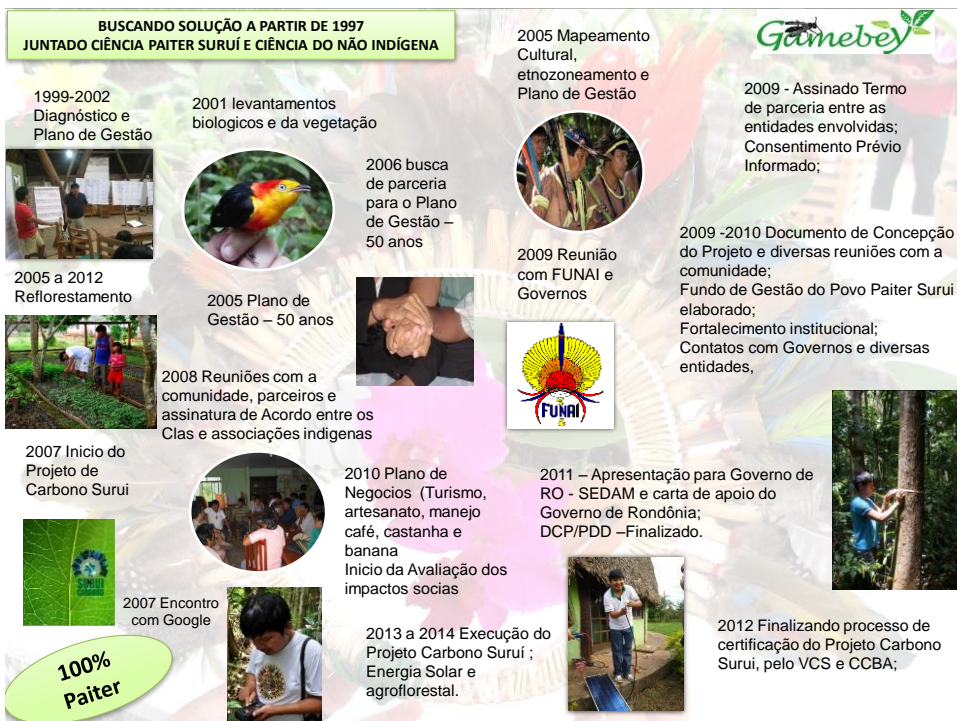 BUSCANDO SOLUÇÃO A PARTIR DE 1997
JUNTADO CIÊNCIA PAITER SURUÍ E CIÊNCIA DO NÃO INDÍGENA
Gamebey
1999-2002
Diagnóstico e
Plano de Gestão
2001 levantamentos
biologicos e da vegetação
2005 Mapeamento
Cultural,
etnozoneamento e
Plano de Gestão
2009 - Assinado Termo
de parceria entre as
entidades envolvidas;
Consentimento Prévio
Informado;
2006 busca
de parceria
para o Plano
de Gestão –
50 anos
2009 -2010 Documento de Concepção
do Projeto e diversas reuniões com a
comunidade;
Fundo de Gestão do Povo Paiter Surui
elaborado;
Fortalecimento institucional;
Contatos com Governos e diversas
entidades,
2009 Reunião
com FUNAI e
Governos
FUNAI
2005 a 2012
Reflorestamento
2005 Plano de
Gestão – 50 anos
2008 Reuniões com a
comunidade, parceiros e
assinatura de Acordo entre os
Clas e associações indigenas
2007 Inicio do
Projeto de
Carbono Surui
SURUI
CARBONO
2010 Plano de
Negocios (Turismo,
artesanato, manejo
café, castanha e
banana
Inicio da Avaliação dos
impactos socias
2011 – Apresentação para Governo de
RO - SEDAM e carta de apoio do
Governo de Rondônia;
DCP/PDD –Finalizado.
2007 Encontro
com Google
2013 a 2014 Execução do
Projeto Carbono Suruí ;
Energia Solar e
agroflorestal.
2012 Finalizando processo de
certificação do Projeto Carbono
Surui, pelo VCS e CCBA;
100%
Paiter